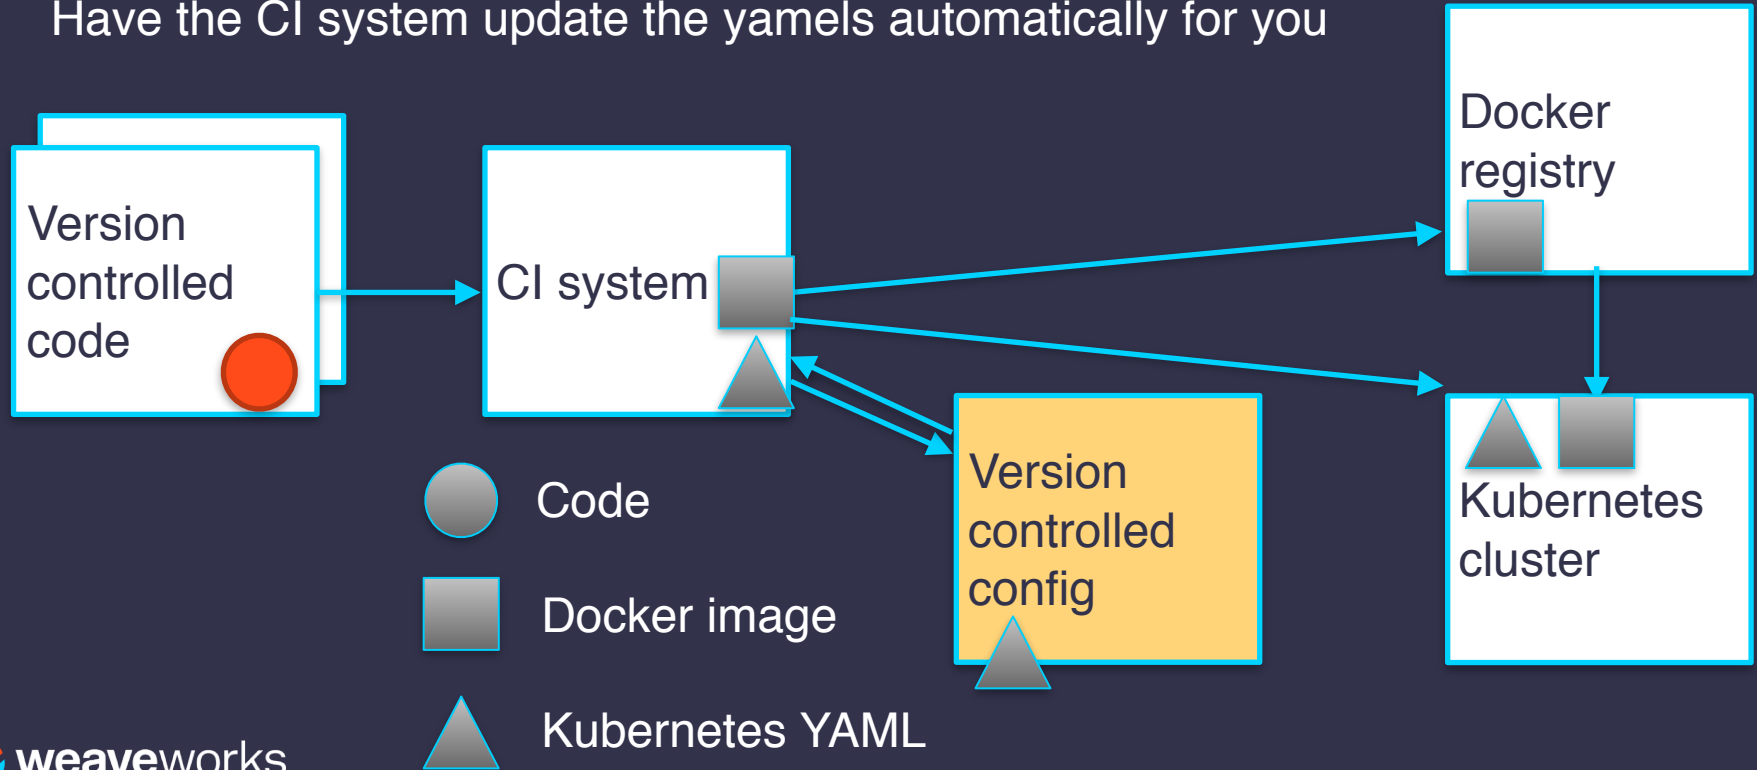 Have the CI system update the yamels automatically for you
Docker
registry
Version
controlled
code
CI system
Version
controlled
config
Kubernetes
cluster
Code
Docker image
Kubernetes YAML
weaveworks